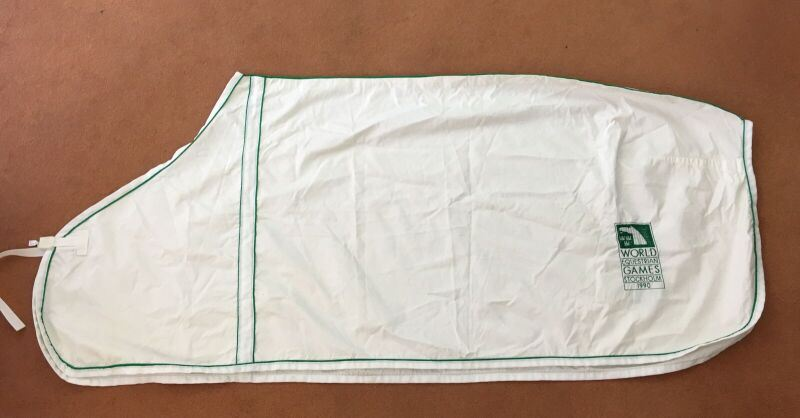 WORLD
EQUESTRIAN
GAMES
STOCKHOLM
1990